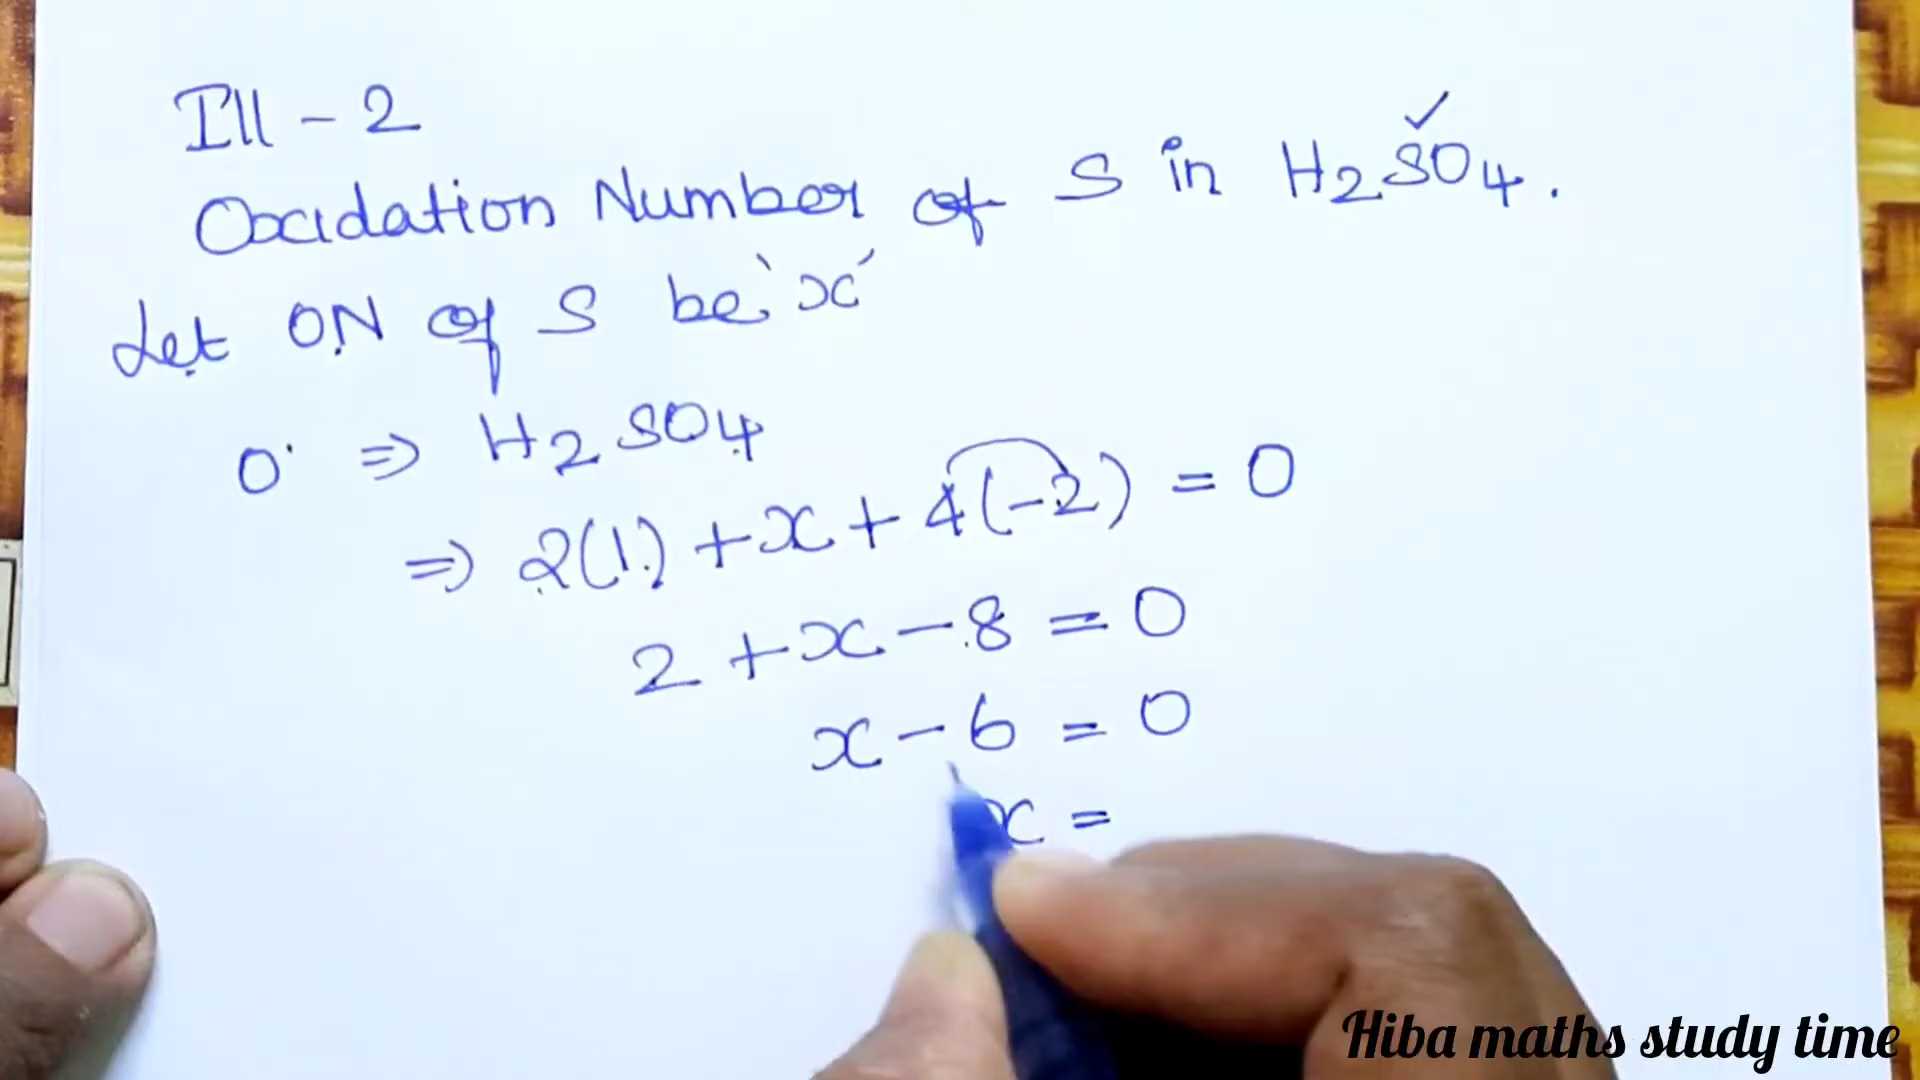 Ill - 2
Oxidation Number of S in H₂SO₄.
Let ON of S be 'x'
0 ⇒ H₂SO₄
⇒ 2(1) + x + 4(-2) = 0
2 + x - 8 = 0
x - 6 = 0
x =
Hiba maths study time